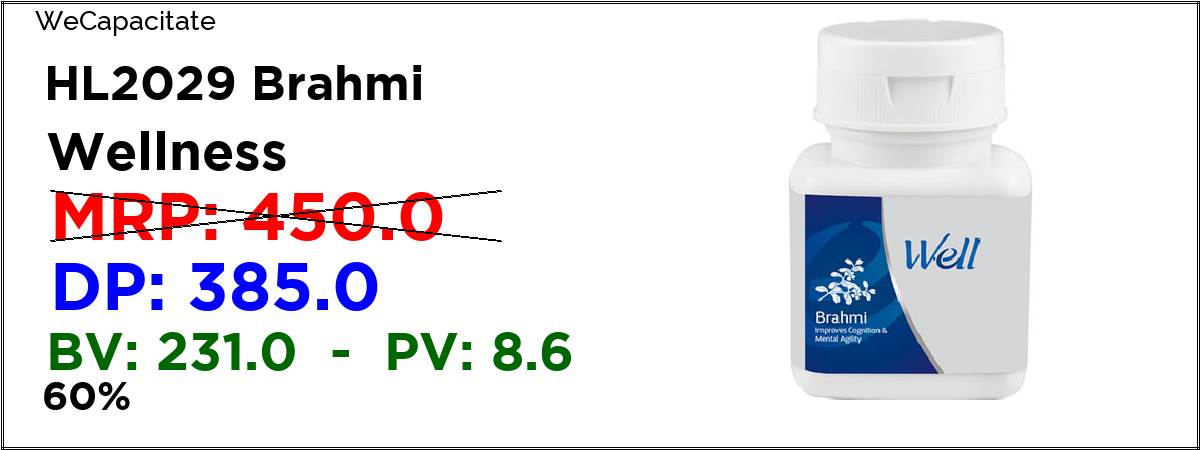 WeCapacitate
HL2029 Brahmi
Wellness
MRP: 450.0
DP: 385.0
BV: 231.0 - PV: 8.6
60%
Well
Brahmi
Improves Cognition &
Mental Agility